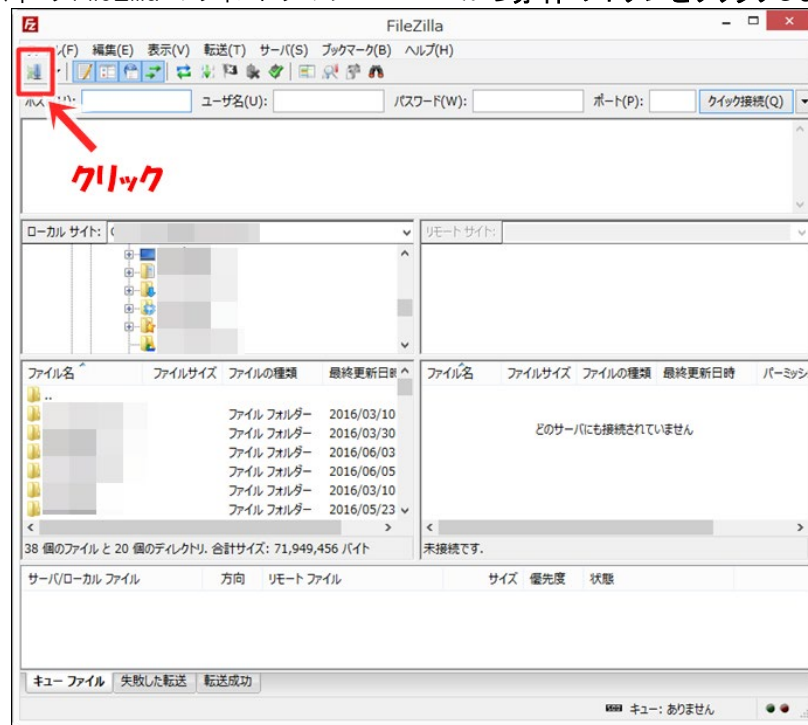 FileZilla
編集(E) 表示(V) 転送(T) サーバ(S) ブックマーク(B) ヘルプ(H)
ユーザ名(U): パスワード(W): ポート(P): クイック接続(Q)
クリック
ローカル サイト: リモート サイト:
ファイル名 ファイルサイズ ファイルの種類 最終更新日時 ファイル名 ファイルサイズ ファイルの種類 最終更新日時 パーミッシ
..
ファイル フォルダー 2016/03/10
ファイル フォルダー 2016/03/30
ファイル フォルダー 2016/06/03
ファイル フォルダー 2016/06/05
ファイル フォルダー 2016/03/10
ファイル フォルダー 2016/05/23
どのサーバにも接続されていません
38 個のファイル と 20 個のディレクトリ. 合計サイズ: 71,949,456 バイト 未接続です.
サーバ/ローカル ファイル 方向 リモート ファイル サイズ 優先度 状態
キュー ファイル 失敗した転送 転送成功
キュー: ありません